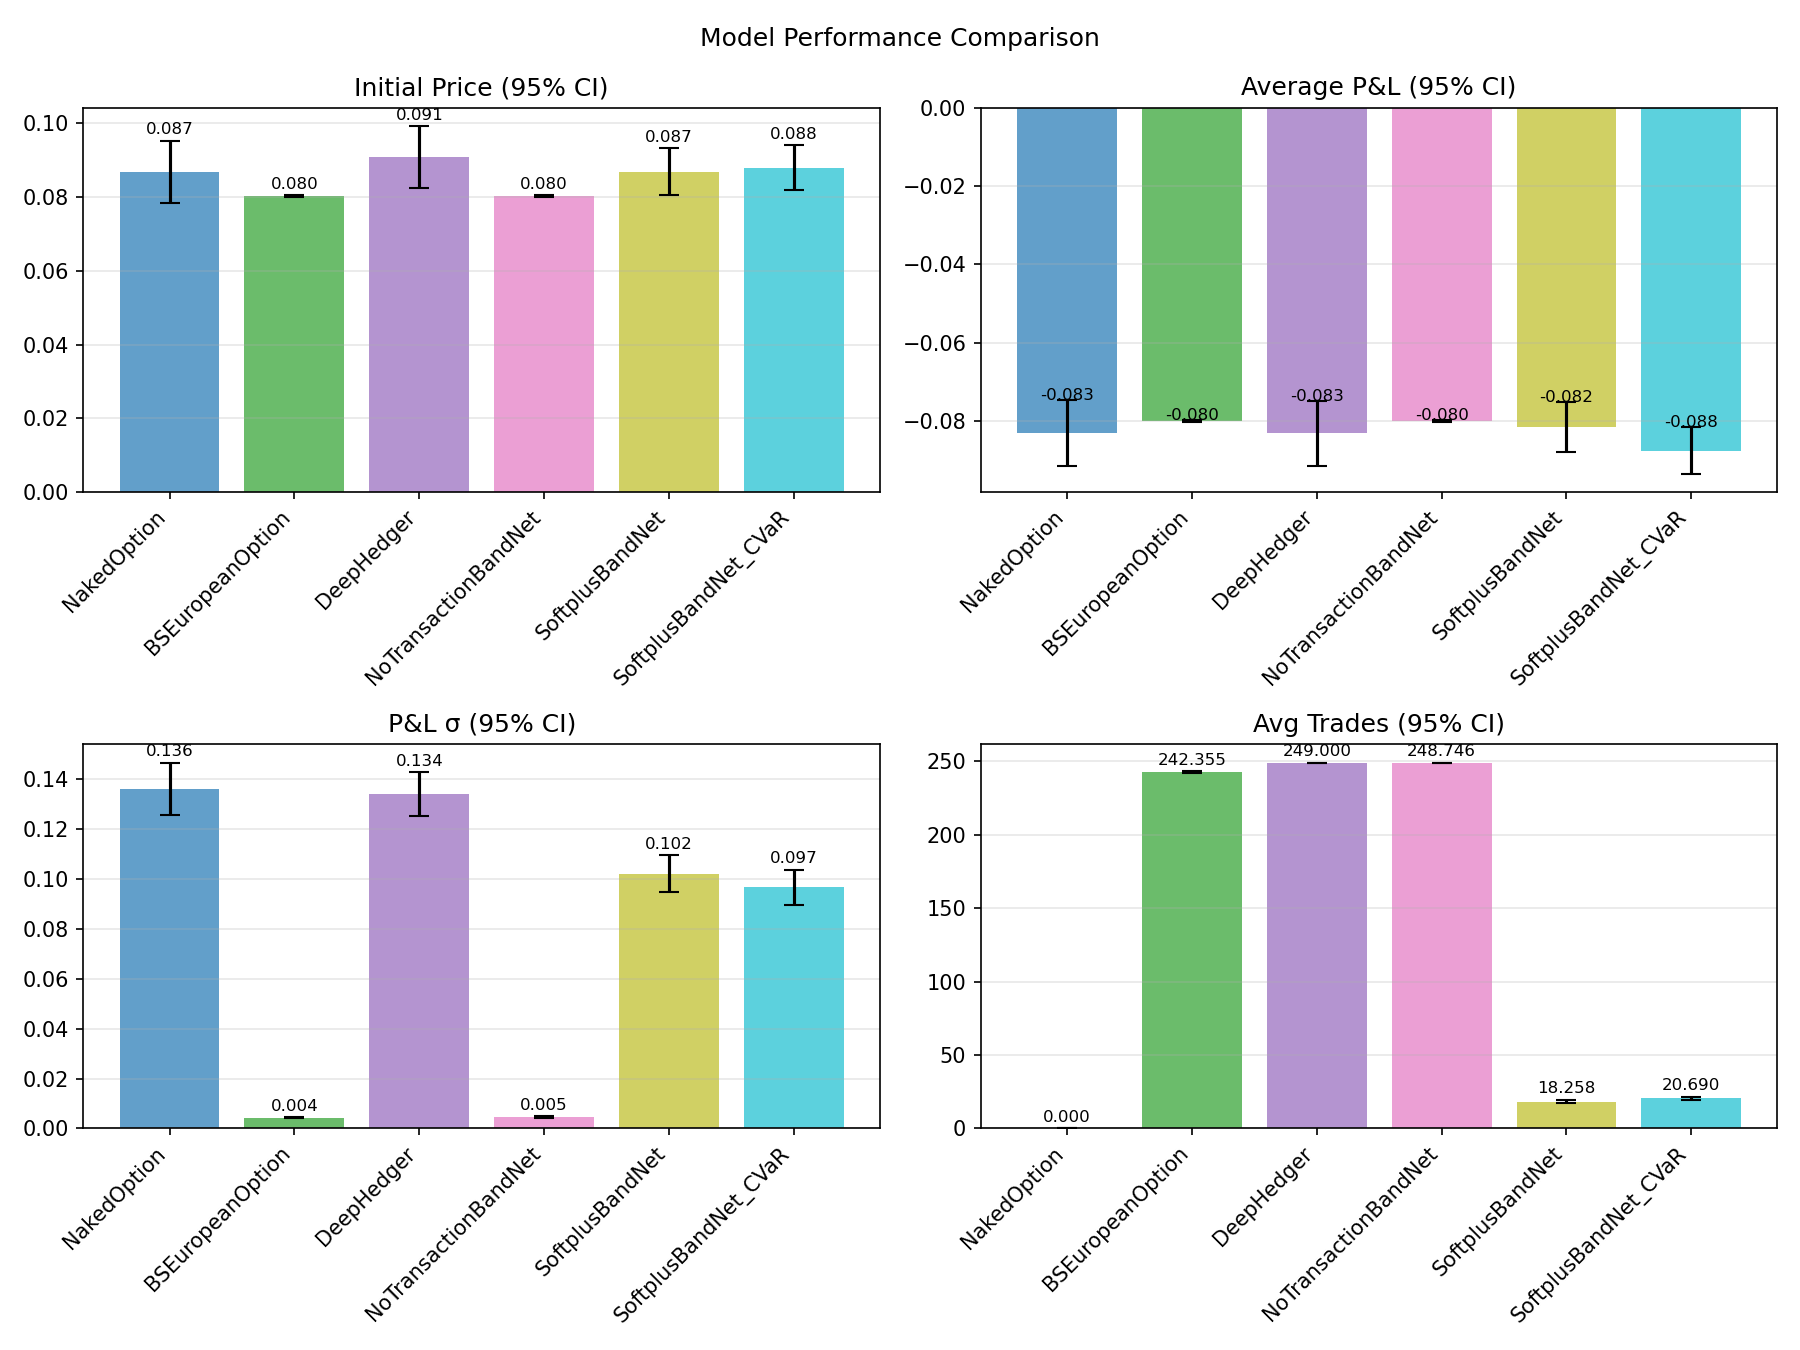 Model Performance Comparison
Initial Price (95% CI)
0.10
0.08
0.06
0.04
0.02
0.00
0.087
0.080
0.091
0.080
0.087
0.088
NakedOption
BSEuropeanOption
DeepHedger
NoTransactionBandNet
SoftplusBandNet
SoftplusBandNet_CVaR
Average P&L (95% CI)
0.00
−0.02
−0.04
−0.06
−0.08
-0.083
-0.080
-0.083
-0.080
-0.082
-0.088
NakedOption
BSEuropeanOption
DeepHedger
NoTransactionBandNet
SoftplusBandNet
SoftplusBandNet_CVaR
P&L σ (95% CI)
0.14
0.12
0.10
0.08
0.06
0.04
0.02
0.00
0.136
0.004
0.134
0.005
0.102
0.097
NakedOption
BSEuropeanOption
DeepHedger
NoTransactionBandNet
SoftplusBandNet
SoftplusBandNet_CVaR
Avg Trades (95% CI)
250
200
150
100
50
0
0.000
242.355
249.000
248.746
18.258
20.690
NakedOption
BSEuropeanOption
DeepHedger
NoTransactionBandNet
SoftplusBandNet
SoftplusBandNet_CVaR